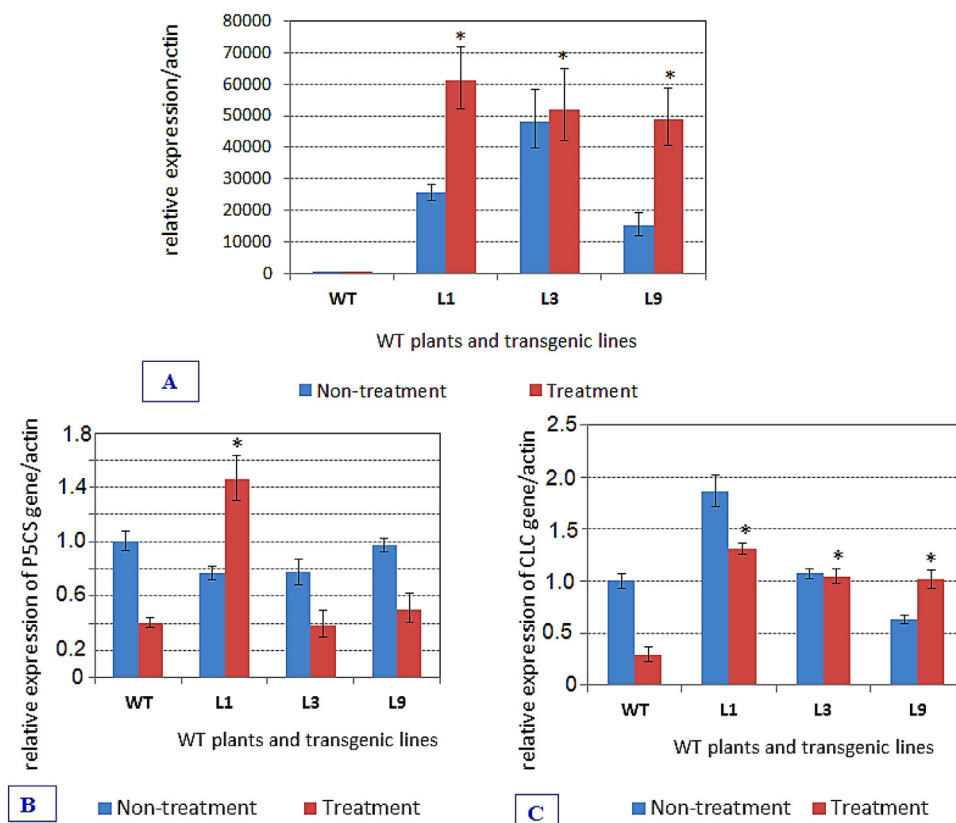 relative expression/actin
80000
70000
60000
50000
40000
30000
20000
10000
0
*
*
*
WT
L1
L3
L9
WT plants and transgenic lines
A
Non-treatment
Treatment
relative expression of P5CS gene/actin
1.8
1.4
1.0
0.6
0.2
0
*
WT
L1
L3
L9
WT plants and transgenic lines
B
Non-treatment
Treatment
relative expression of CLC gene/actin
2.5
2.0
1.5
1.0
0.5
0
*
*
*
WT
L1
L3
L9
WT plants and transgenic lines
C
Non-treatment
Treatment